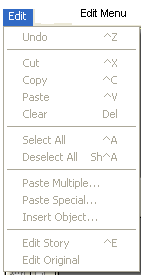 Edit Edit Menu
Undo ^Z
Cut ^X
Copy ^C
Paste ^V
Clear Del
Select All ^A
Deselect All Sh^A
Paste Multiple...
Paste Special...
Insert Object...
Edit Story ^E
Edit Original